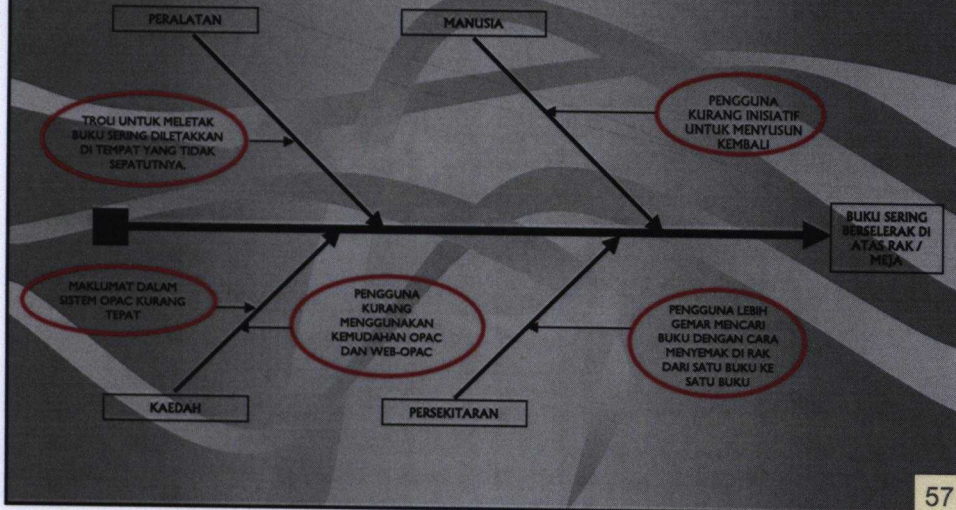 PERALATAN
MANUSIA
TROLI UNTUK MELETAK
BUKU SERING DILETAKKAN
DI TEMPAT YANG TIDAK
SEPATUTNYA.
PENGGUNA
KURANG INISIATIF
UNTUK MENYUSUN
KEMBALI
BUKU SERING
BERSELERAK DI
ATAS RAK /
MEJA
MAKLUMAT DALAM
SISTEM OPAC KURANG
TEPAT
PENGGUNA
KURANG
MENGGUNAKAN
KEMUDAHAN OPAC
DAN WEB-OPAC
PENGGUNA LEBIH
GEMAR MENCARI
BUKU DENGAN CARA
MENYEMAK DI RAK
DARI SATU BUKU KE
SATU BUKU
KAEDAH
PERSEKITARAN
57